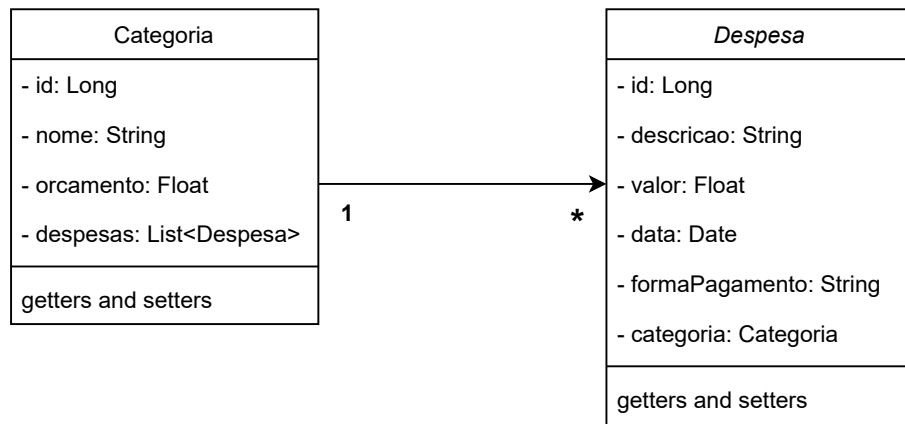 Categoria
- id: Long
- nome: String
- orcamento: Float
- despesas: List<Despesa>
getters and setters
1
*
Despesa
- id: Long
- descricao: String
- valor: Float
- data: Date
- formaPagamento: String
- categoria: Categoria
getters and setters